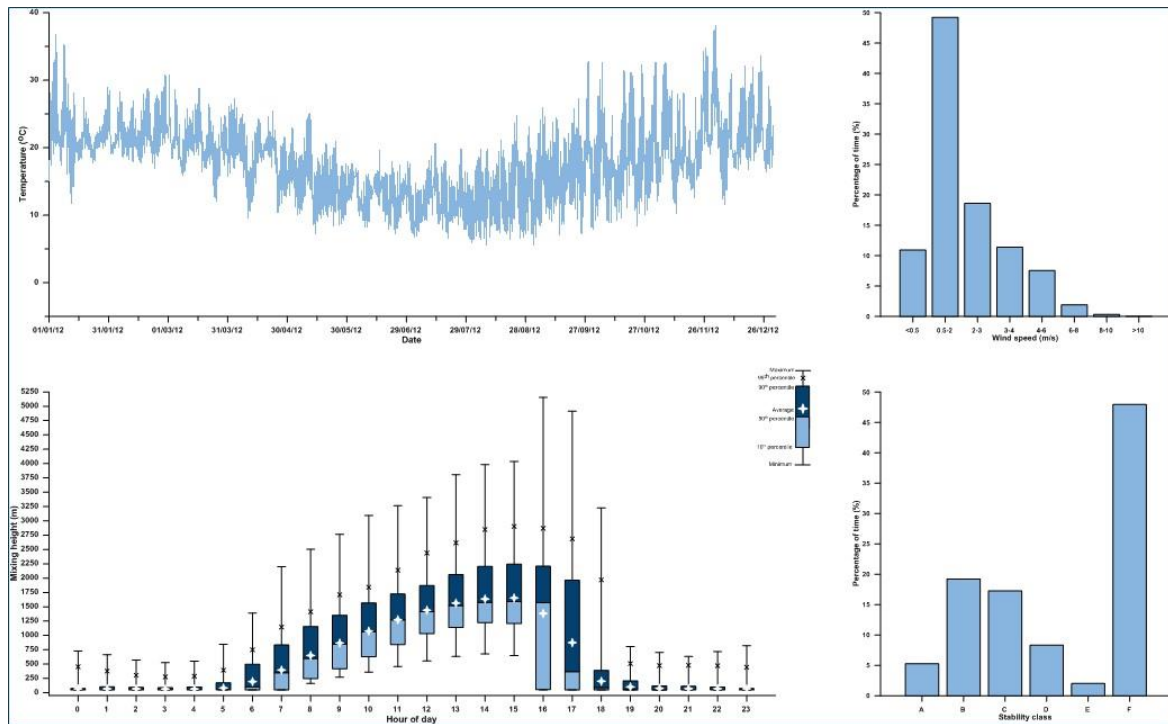 40
30
20
10
0
Temperature (°C)
01/01/12 31/01/12 01/03/12 31/03/12 30/04/12 30/05/12 29/06/12 29/07/12 28/08/12 27/09/12 27/10/12 26/11/12 26/12/12
Date
50
45
40
35
30
25
20
15
10
5
0
Percentage of time (%)
<0.5 0.5-2 2-3 3-4 4-6 6-8 8-10 >10
Wind speed (m/s)
5250
5000
4750
4500
4250
4000
3750
3500
3250
3000
2750
2500
2250
2000
1750
1500
1250
1000
750
500
250
0
Mixing height (m)
0 1 2 3 4 5 6 7 8 9 10 11 12 13 14 15 16 17 18 19 20 21 22 23
Hour of day
Maximum
99th percentile
90th percentile
Average
50th percentile
10th percentile
Minimum
50
45
40
35
30
25
20
15
10
5
0
Percentage of time (%)
A B C D E F
Stability class